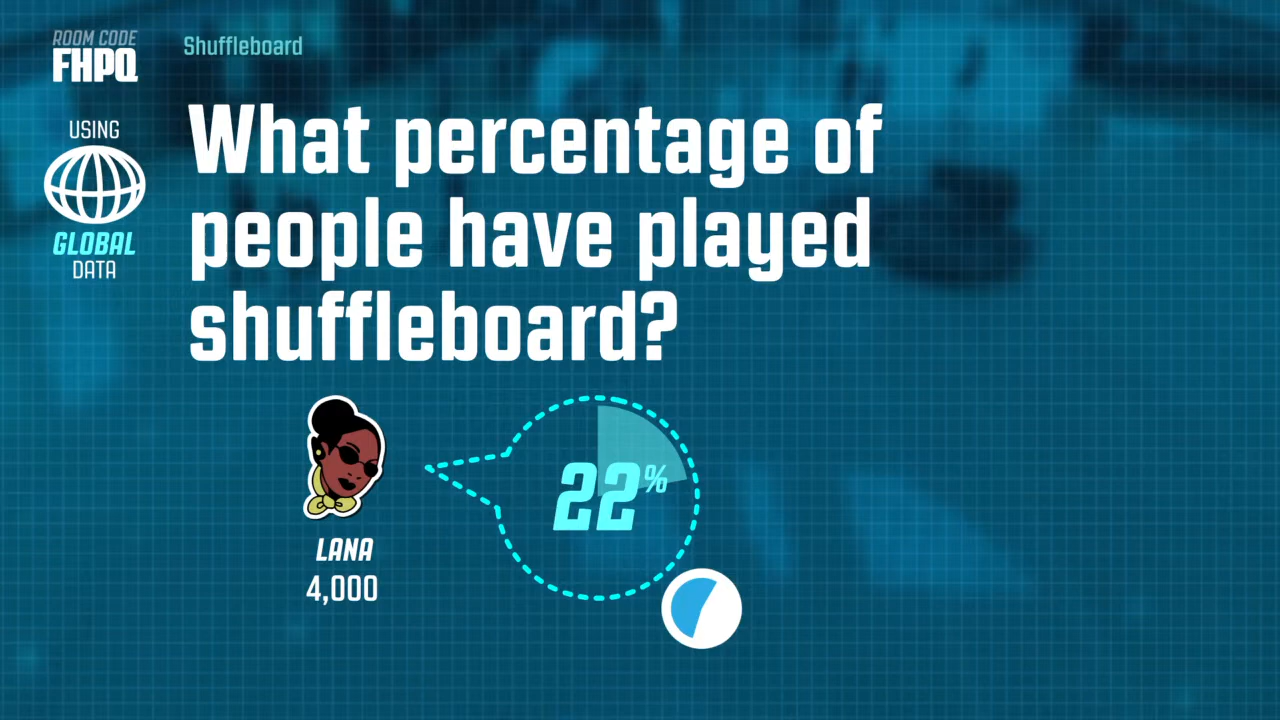 ROOM CODE
FHPQ
Shuffleboard
USING
GLOBAL
DATA
What percentage of
people have played
shuffleboard?
22%
LANA
4,000